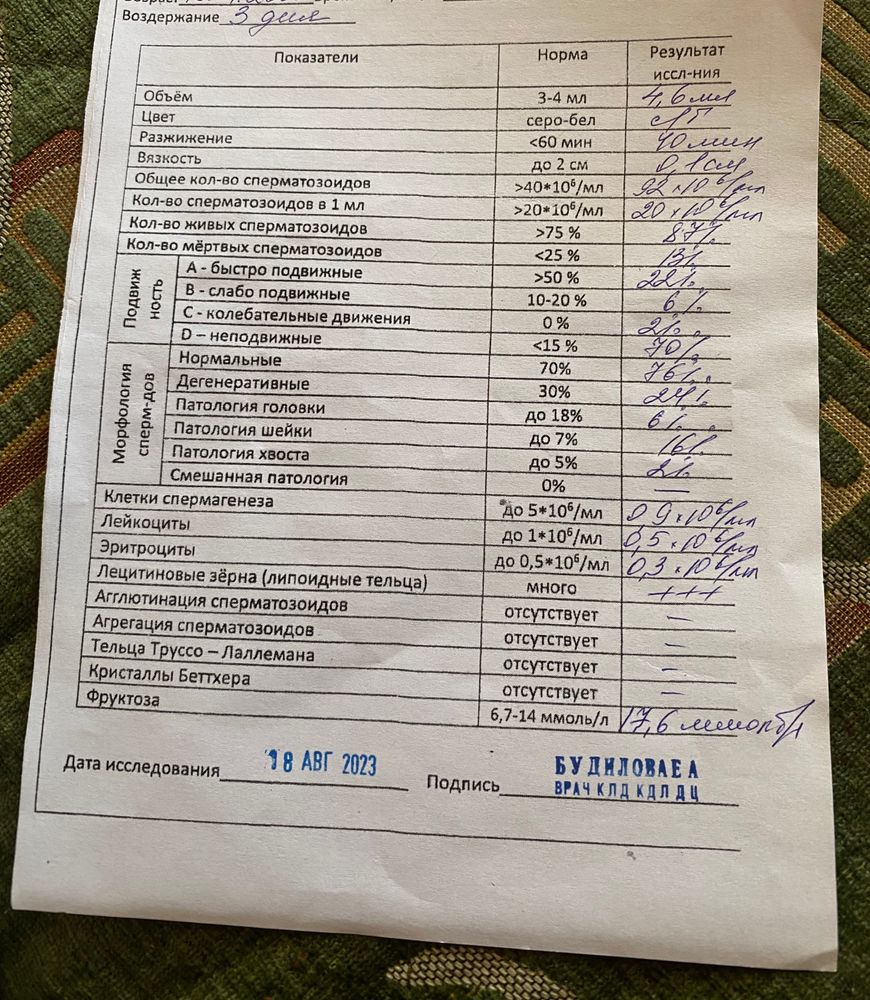 Воздержание 3 дня
Показатели Норма Результат иссл-ния
Объём 3-4 мл 4,6 мл
Цвет серо-бел
Разжижение <60 мин 40 мин
Вязкость до 2 см 0,1 см
Общее кол-во сперматозоидов >40*10⁶/мл 92×10⁶/мл
Кол-во сперматозоидов в 1 мл >20*10⁶/мл 20×10⁶/мл
Кол-во живых сперматозоидов >75 % 87%
Кол-во мёртвых сперматозоидов <25 % 13%
Подвиж ность
A - быстро подвижные >50 % 22%
B - слабо подвижные 10-20 % 6%
C - колебательные движения 0 % 2%
D – неподвижные <15 % 70%
Морфология сперм-дов
Нормальные 70% 76%
Дегенеративные 30% 24%
Патология головки до 18% 6%
Патология шейки до 7% 16%
Патология хвоста до 5% 2%
Смешанная патология 0% —
Клетки спермагенеза до 5*10⁶/мл 0,9×10⁶/мл
Лейкоциты до 1*10⁶/мл 0,5×10⁶/мл
Эритроциты до 0,5*10⁶/мл 0,3×10⁶/мл
Лецитиновые зёрна (липоидные тельца) много +++
Агглютинация сперматозоидов отсутствует —
Агрегация сперматозоидов отсутствует —
Тельца Труссо – Лаллемана отсутствует —
Кристаллы Беттхера отсутствует —
Фруктоза 6,7-14 ммоль/л 17,6 ммоль/л
Дата исследования 18 АВГ 2023 Подпись БУДИЛОВА Е А
ВРАЧ КЛД КДЛ ДЦ